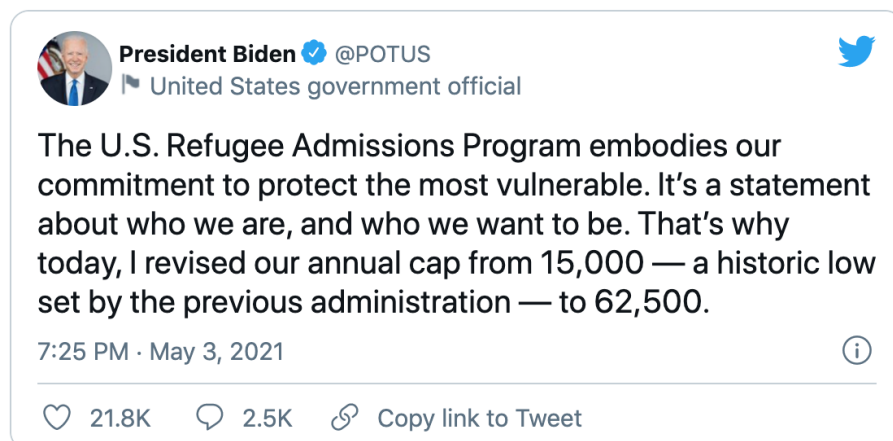 President Biden @POTUS
United States government official
The U.S. Refugee Admissions Program embodies our
commitment to protect the most vulnerable. It’s a statement
about who we are, and who we want to be. That’s why
today, I revised our annual cap from 15,000 — a historic low
set by the previous administration — to 62,500.
7:25 PM · May 3, 2021
21.8K 2.5K Copy link to Tweet